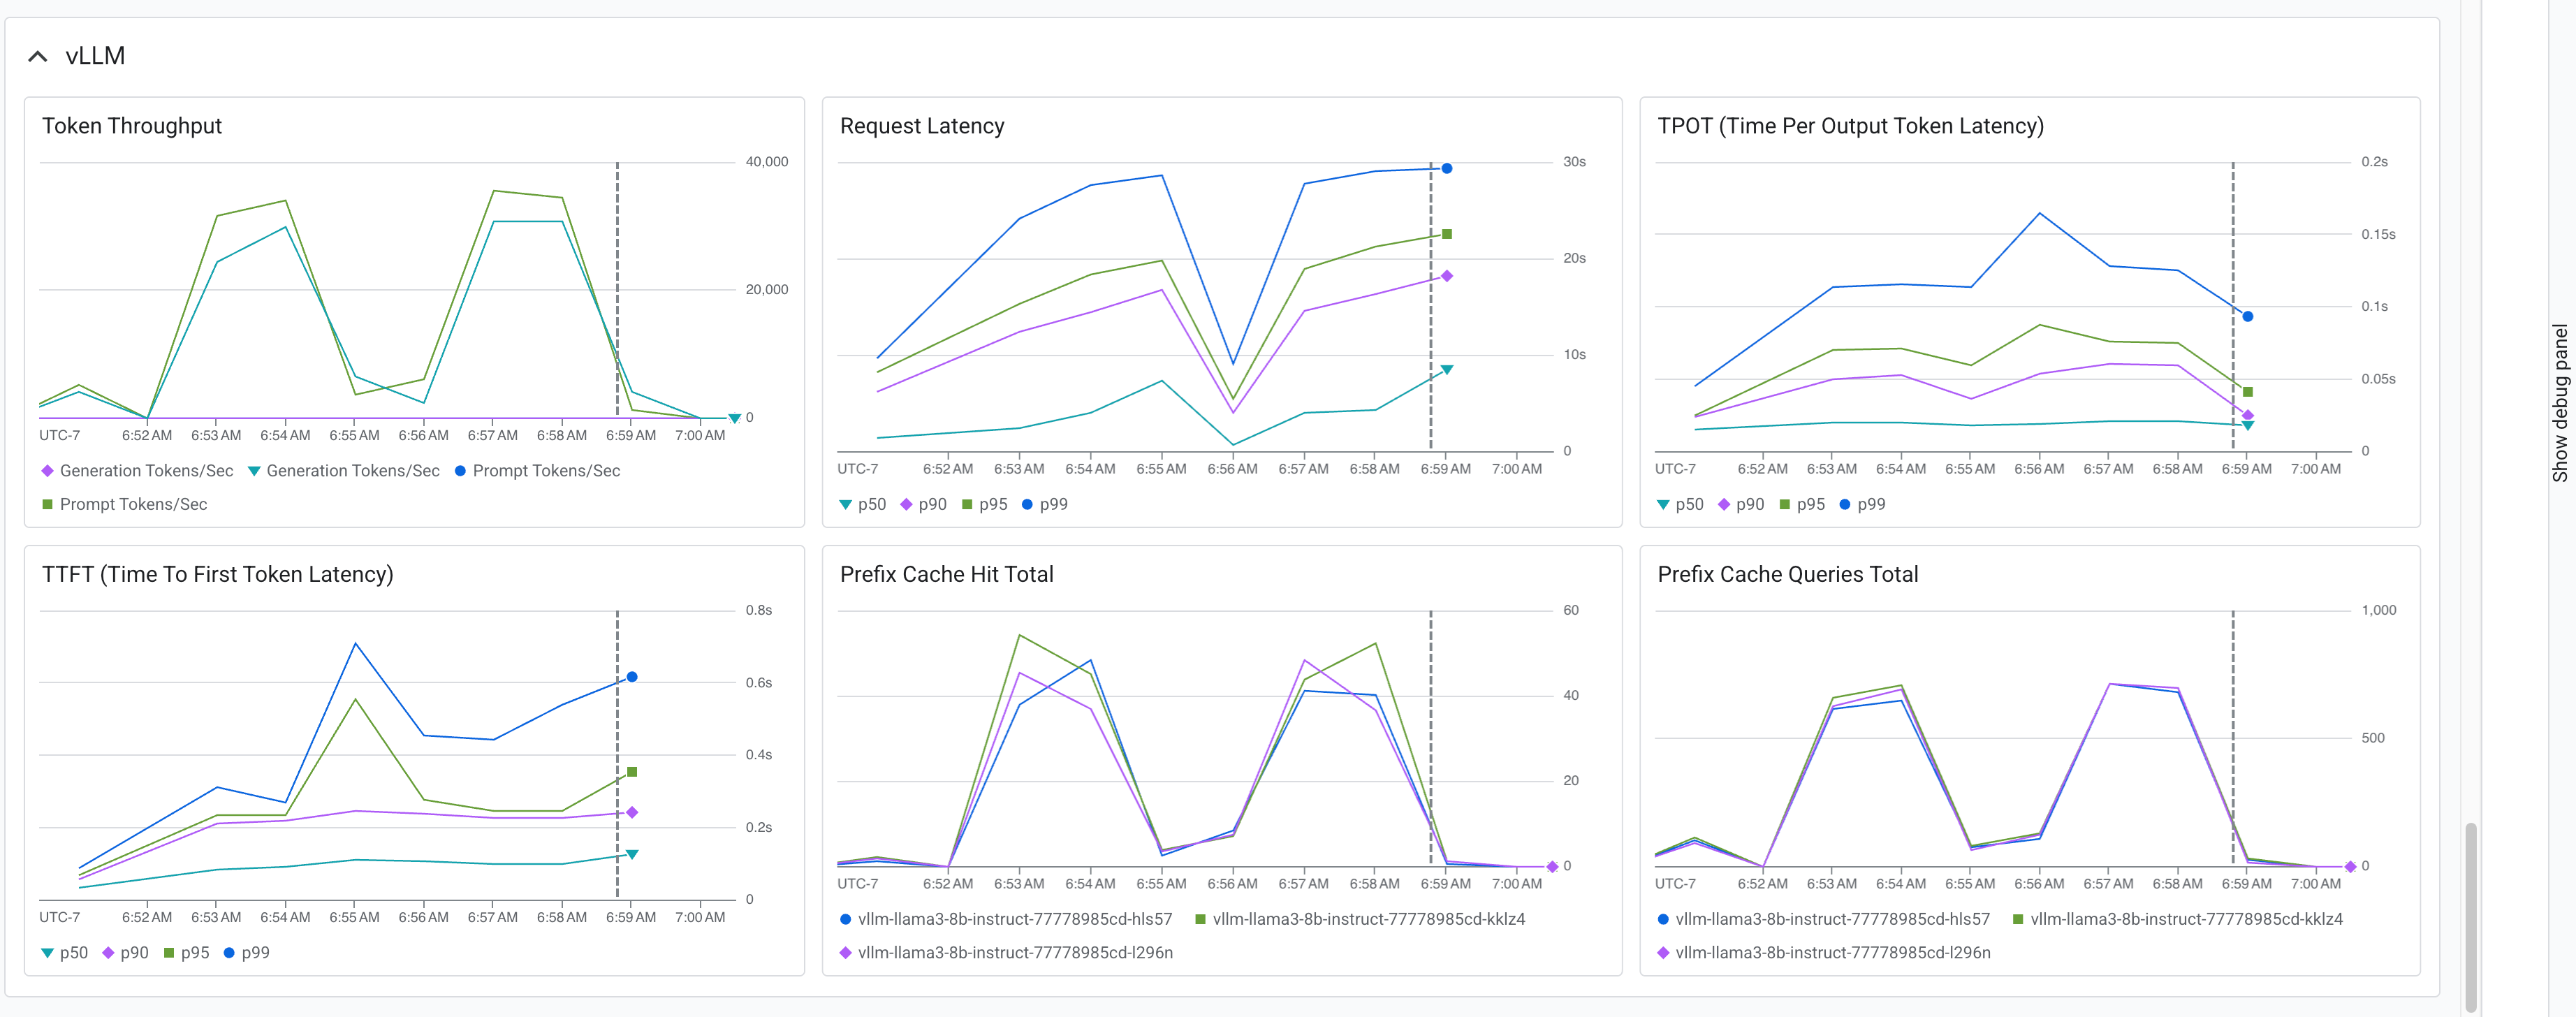 vLLM
Token Throughput
40,000
20,000
0
UTC-7 6:52 AM 6:53 AM 6:54 AM 6:55 AM 6:56 AM 6:57 AM 6:58 AM 6:59 AM 7:00 AM
Generation Tokens/Sec Generation Tokens/Sec Prompt Tokens/Sec
Prompt Tokens/Sec
Request Latency
30s
20s
10s
0
UTC-7 6:52 AM 6:53 AM 6:54 AM 6:55 AM 6:56 AM 6:57 AM 6:58 AM 6:59 AM 7:00 AM
p50 p90 p95 p99
TPOT (Time Per Output Token Latency)
0.2s
0.15s
0.1s
0.05s
0
UTC-7 6:52 AM 6:53 AM 6:54 AM 6:55 AM 6:56 AM 6:57 AM 6:58 AM 6:59 AM 7:00 AM
p50 p90 p95 p99
TTFT (Time To First Token Latency)
0.8s
0.6s
0.4s
0.2s
0
UTC-7 6:52 AM 6:53 AM 6:54 AM 6:55 AM 6:56 AM 6:57 AM 6:58 AM 6:59 AM 7:00 AM
p50 p90 p95 p99
Prefix Cache Hit Total
60
40
20
0
UTC-7 6:52 AM 6:53 AM 6:54 AM 6:55 AM 6:56 AM 6:57 AM 6:58 AM 6:59 AM 7:00 AM
vllm-llama3-8b-instruct-77778985cd-hls57 vllm-llama3-8b-instruct-77778985cd-kklz4
vllm-llama3-8b-instruct-77778985cd-l296n
Prefix Cache Queries Total
1,000
500
0
UTC-7 6:52 AM 6:53 AM 6:54 AM 6:55 AM 6:56 AM 6:57 AM 6:58 AM 6:59 AM 7:00 AM
vllm-llama3-8b-instruct-77778985cd-hls57 vllm-llama3-8b-instruct-77778985cd-kklz4
vllm-llama3-8b-instruct-77778985cd-l296n
Show debug panel